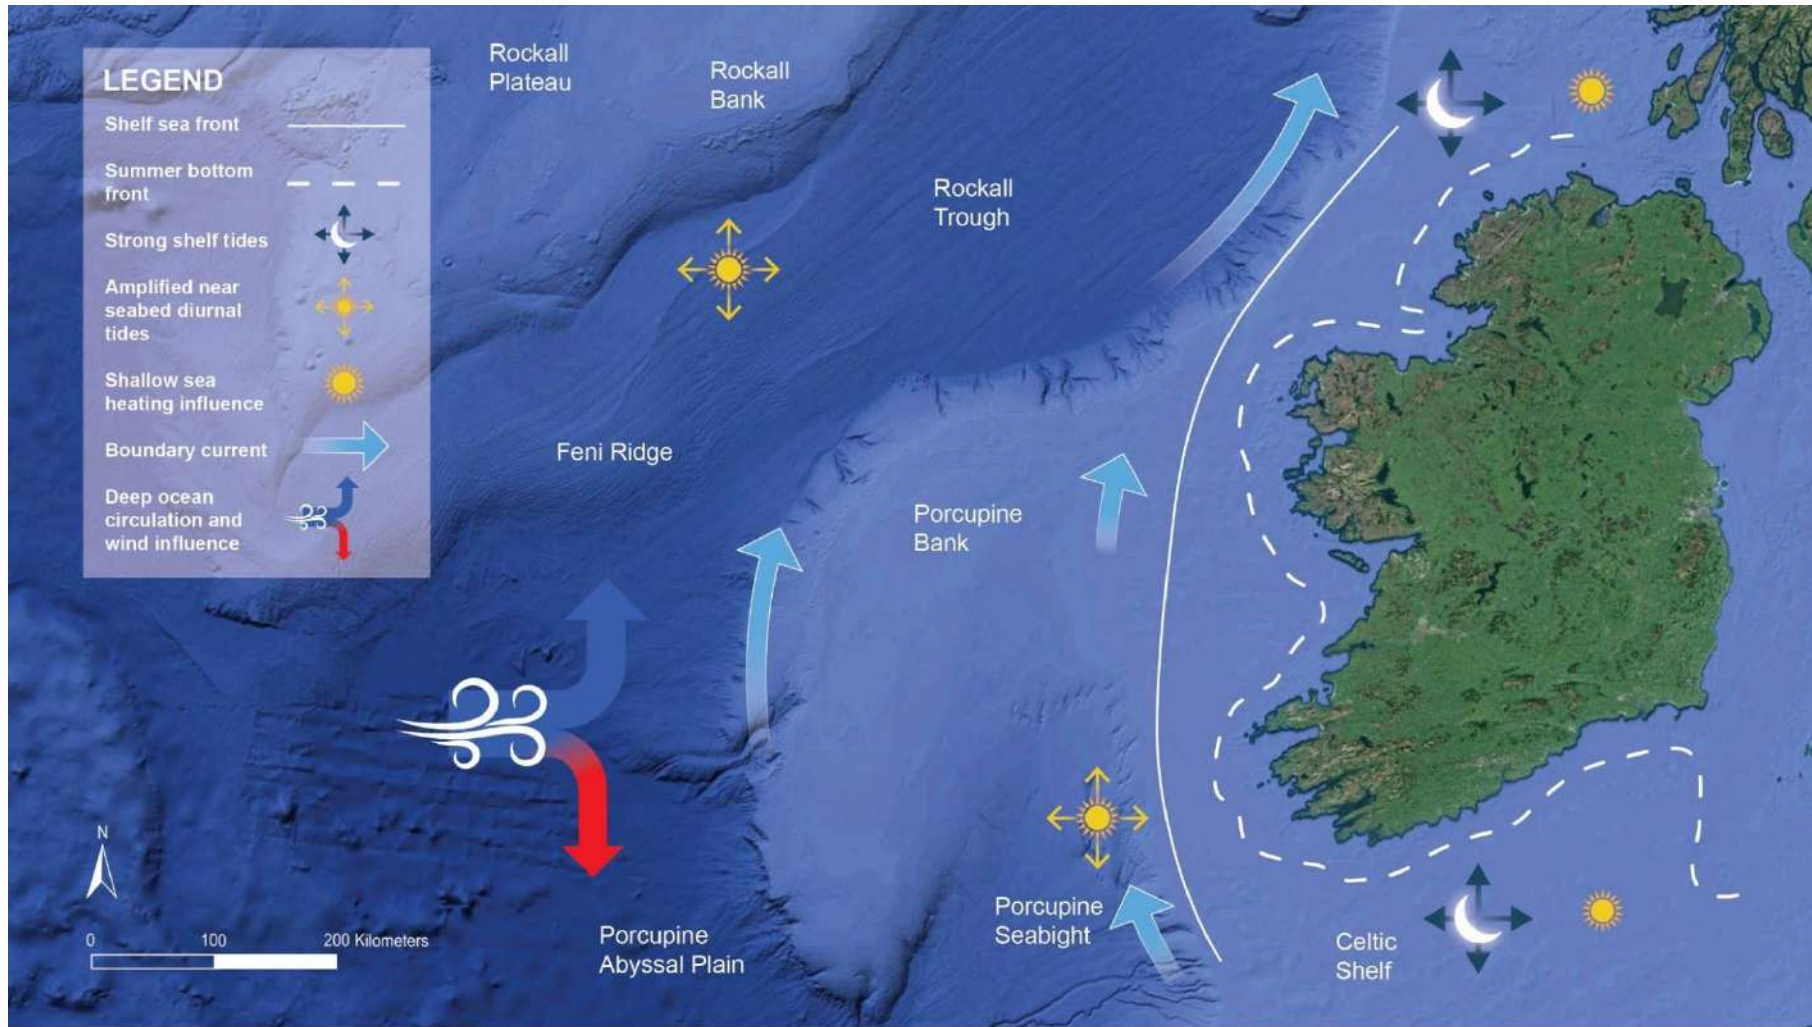 LEGEND
Shelf sea front
Summer bottom
front
Strong shelf tides
Amplified near
seabed diurnal
tides
Shallow sea
heating influence
Boundary current
Deep ocean
circulation and
wind influence
Rockall
Plateau
Rockall
Bank
Rockall
Trough
Feni Ridge
Porcupine
Bank
Porcupine
Seabight
Porcupine
Abyssal Plain
Celtic
Shelf
N
0 100 200 Kilometers